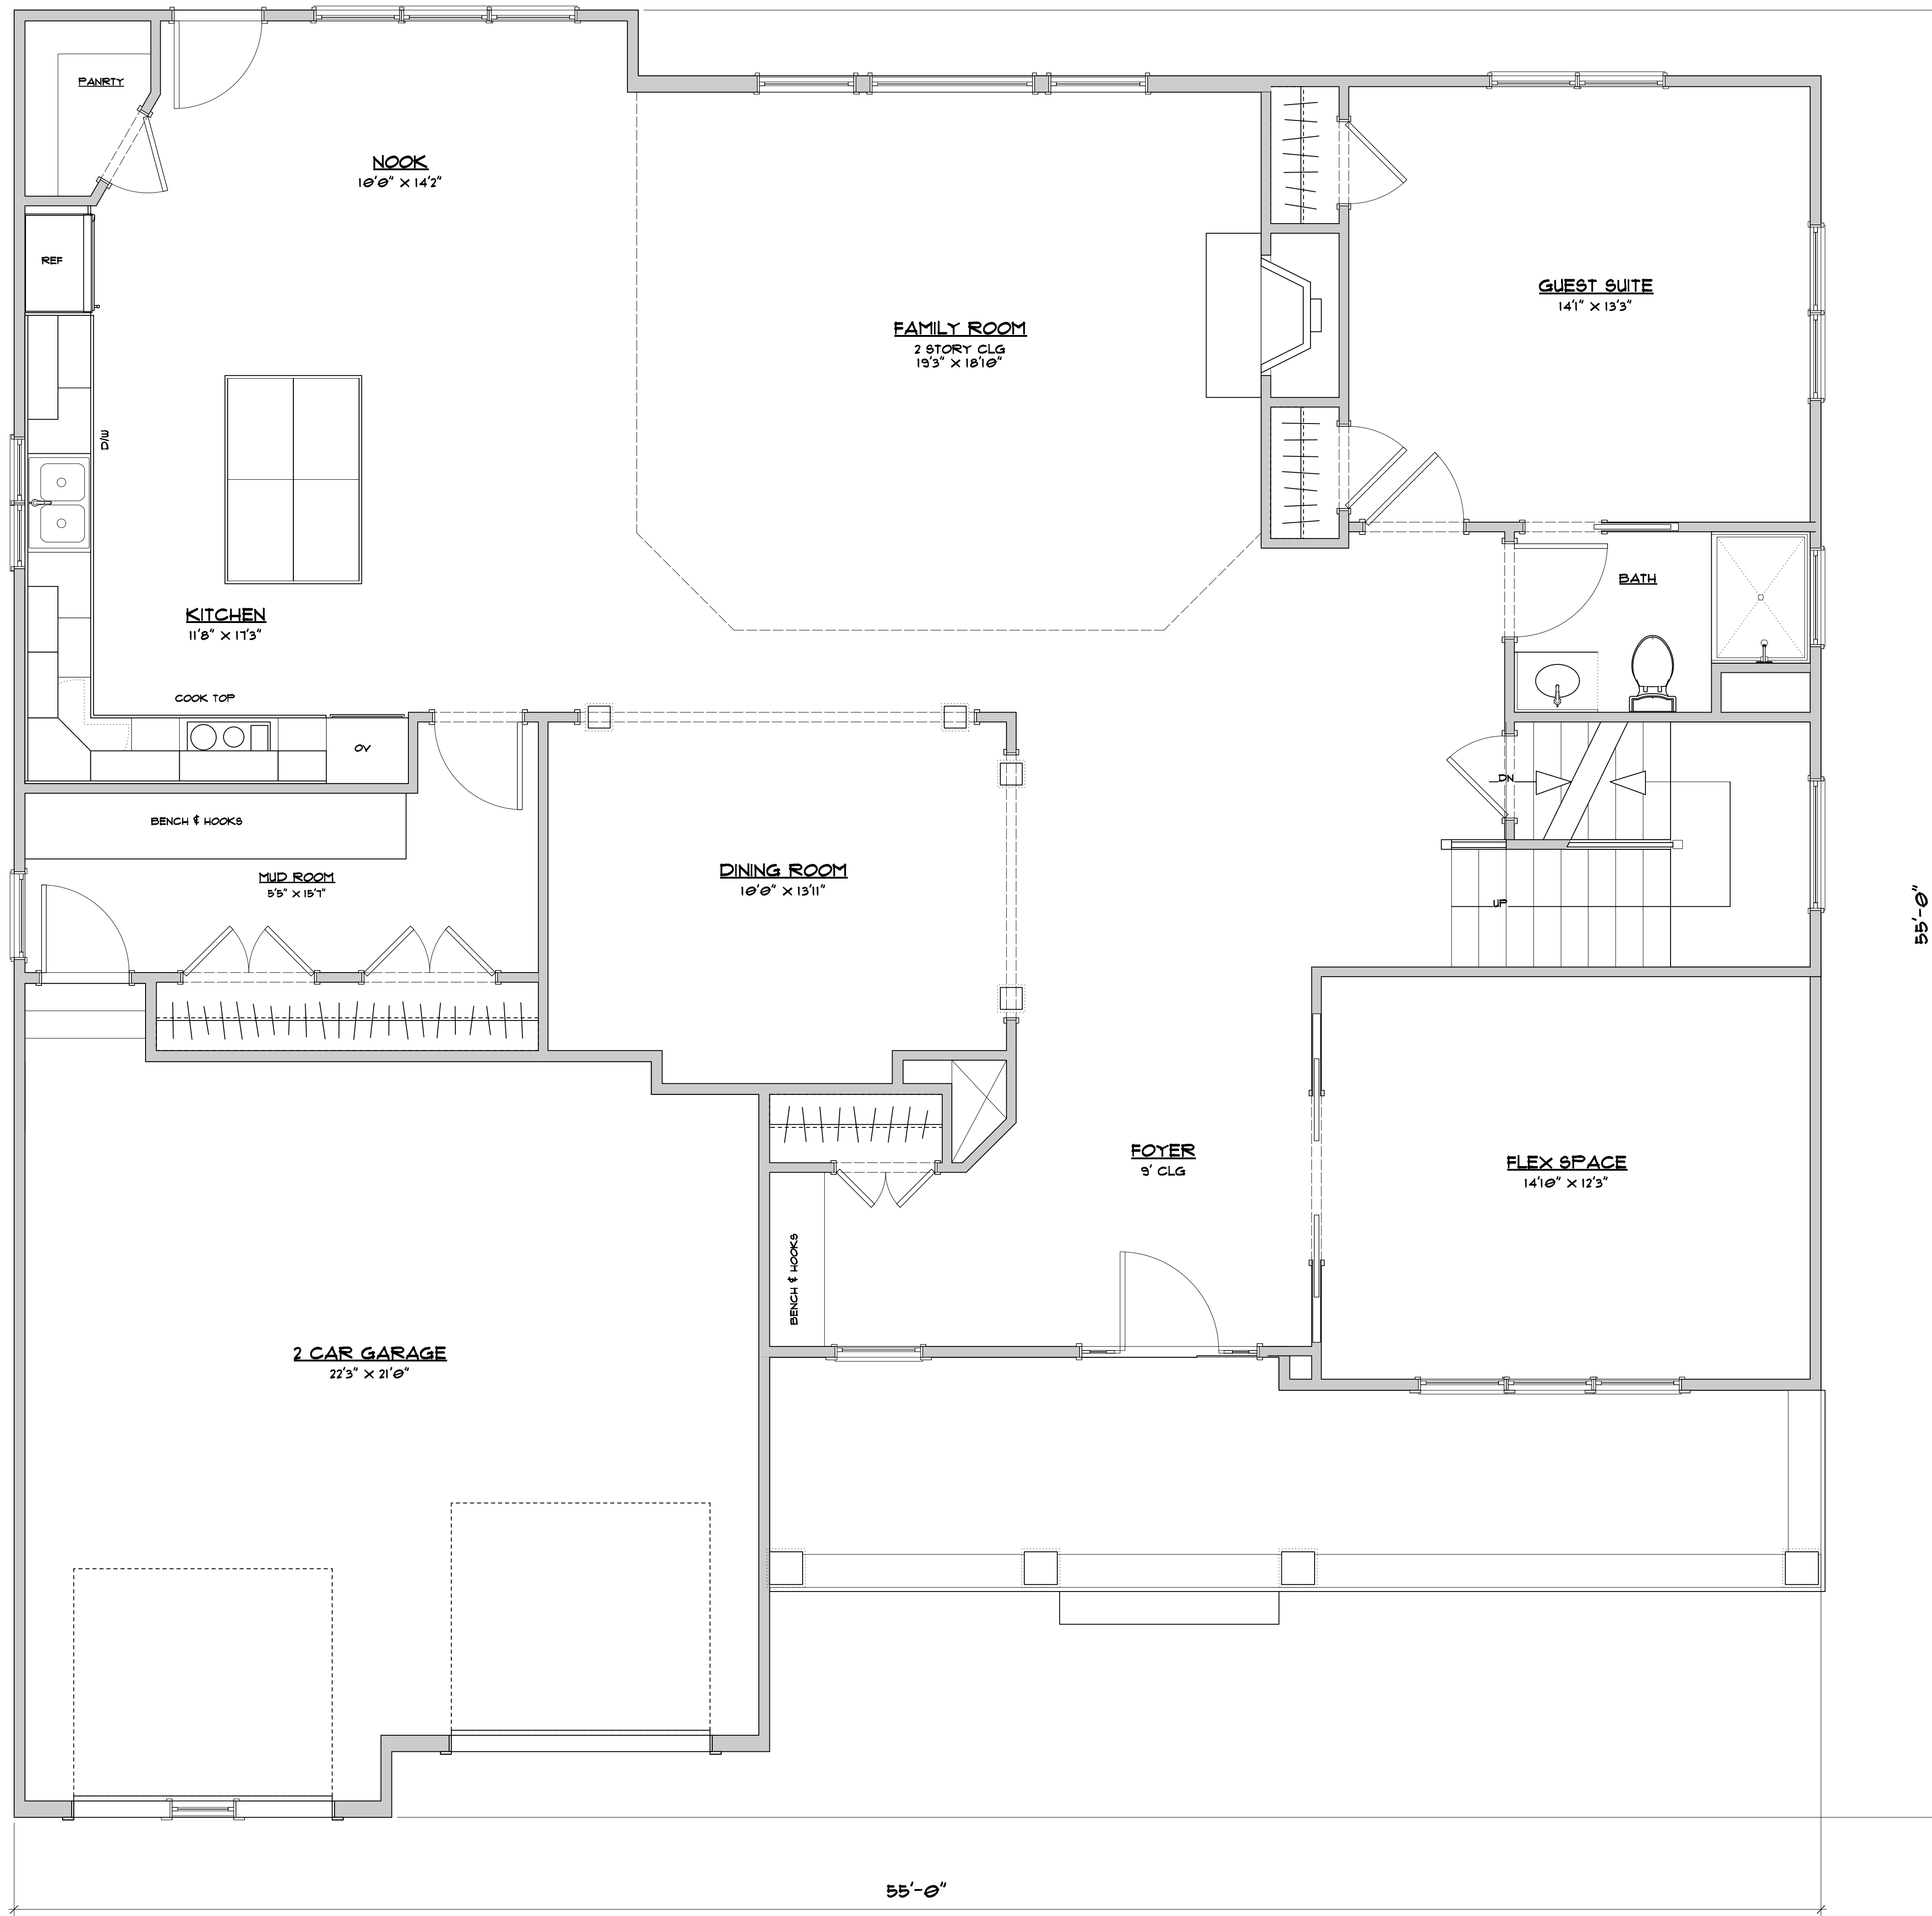 PANRTY
NOOK
10'0" X 14'2"
REF
GUEST SUITE
14'1" X 13'3"
FAMILY ROOM
2 STORY CLG
19'3" X 18'10"
D/W
BATH
KITCHEN
11'8" X 17'3"
COOK TOP
OV
DN
BENCH & HOOKS
MUD ROOM
5'5" X 15'7"
DINING ROOM
10'0" X 13'11"
UP
55'-0"
FOYER
9' CLG
FLEX SPACE
14'10" X 12'3"
BENCH & HOOKS
2 CAR GARAGE
22'3" X 21'0"
55'-0"